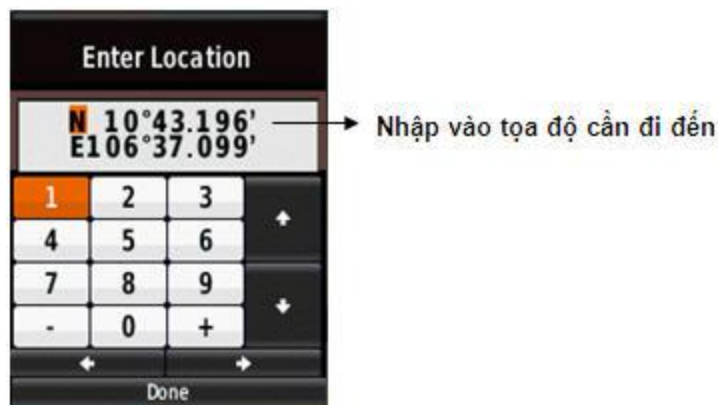 Enter Location
N 10°43.196'
E106°37.099'
Nhập vào tọa độ cần đi đến
1 2 3
4 5 6
7 8 9
- 0 +
Done